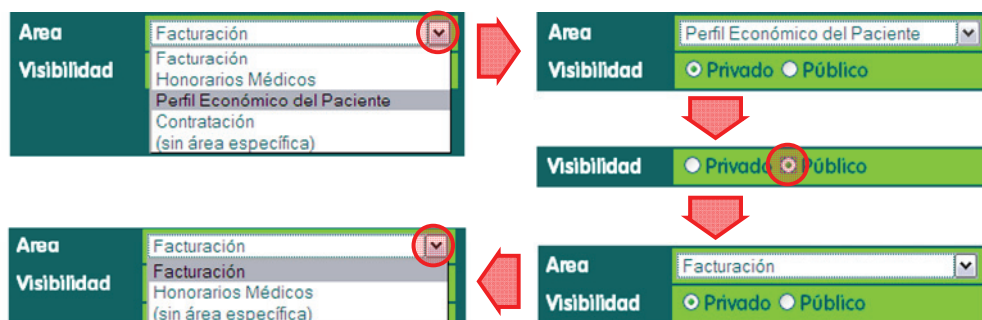 Area Facturación
Visibilidad Facturación
Honorarios Médicos
Perfil Económico del Paciente
Contratación
(sin área específica)
Area Perfil Económico del Paciente
Visibilidad Privado Público
Visibilidad Privado Público
Area Facturación
Visibilidad Privado Público
Area Facturación
Visibilidad Facturación
Honorarios Médicos
(sin área específica)